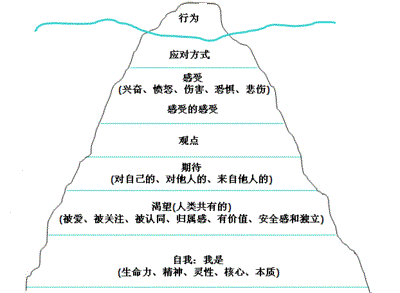 行为
应对方式
感受
(兴奋、愤怒、伤害、恐惧、悲伤)
感受的感受
观点
期待
(对自己的、对他人的、来自他人的)
渴望(人类共有的)
(被爱、被关注、被认同、归属感、有价值、安全感和独立)
自我：我是
(生命力、精神、灵性、核心、本质)